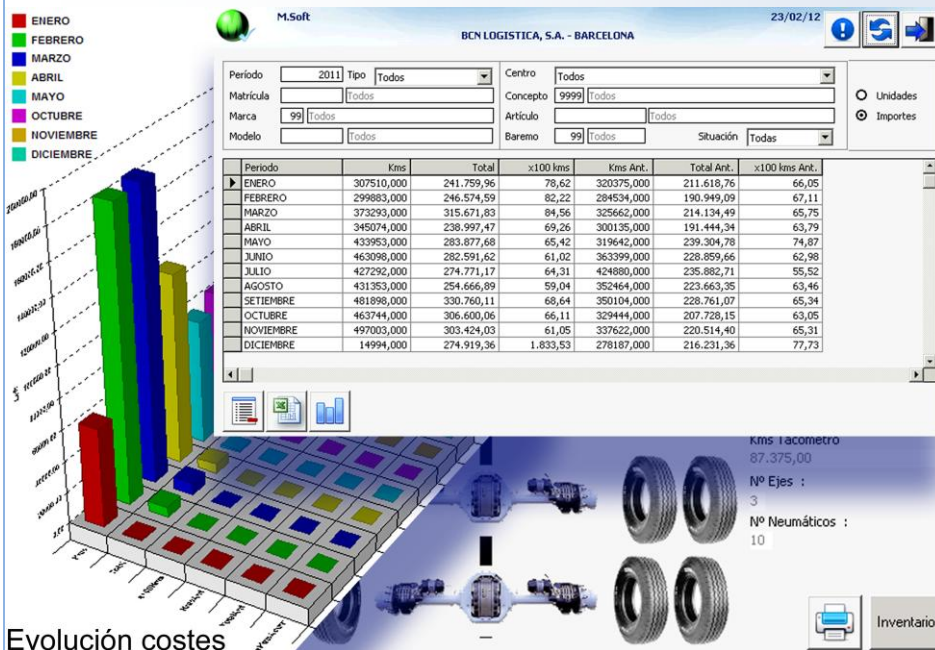 ENERO
FEBRERO
MARZO
ABRIL
MAYO
OCTUBRE
NOVIEMBRE
DICIEMBRE
M.Soft
23/02/12
BCN LOGISTICA, S.A. - BARCELONA
Período 2011 Tipo Todos Centro Todos
Matrícula Todos Concepto 9999 Todos Unidades
Marca 99 Todos Artículo Todos Importes
Modelo Todos Baremo 99 Todos Situación Todas
Periodo Kms Total x100 kms Kms Ant. Total Ant. x100 kms Ant.
ENERO 307510,000 241.759,96 78,62 320375,000 211.618,76 66,05
FEBRERO 299883,000 246.574,59 82,22 284534,000 190.949,09 67,11
MARZO 373293,000 315.671,83 84,56 325662,000 214.134,49 65,75
ABRIL 345074,000 238.997,47 69,26 300135,000 191.444,34 63,79
MAYO 433953,000 283.877,68 65,42 319642,000 239.304,78 74,87
JUNIO 463098,000 282.591,62 61,02 363399,000 228.859,66 62,98
JULIO 427292,000 274.771,17 64,31 424880,000 235.882,71 55,52
AGOSTO 431353,000 254.666,89 59,04 352464,000 223.663,35 63,46
SETIEMBRE 481898,000 330.760,11 68,64 350104,000 228.761,07 65,34
OCTUBRE 463744,000 306.600,06 66,11 329444,000 207.728,15 63,05
NOVIEMBRE 497003,000 303.424,03 61,05 337622,000 220.514,40 65,31
DICIEMBRE 14994,000 274.919,36 1.833,53 278187,000 216.231,36 77,73
Kms Tacómetro
87.375,00
Nº Ejes :
3
Nº Neumáticos :
10
Inventario
Evolución costes